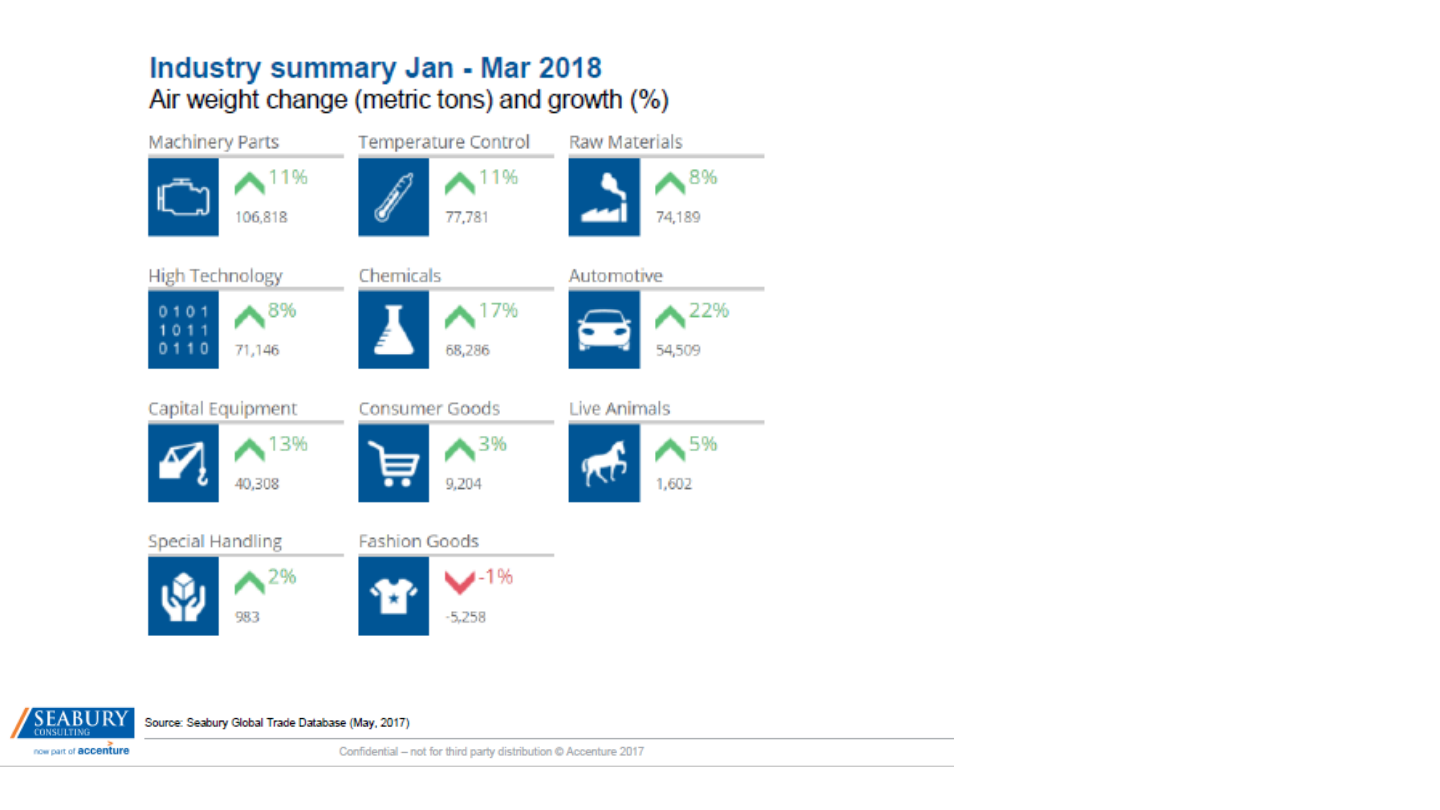 Industry summary Jan - Mar 2018
Air weight change (metric tons) and growth (%)
Machinery Parts
11%
106,818
Temperature Control
11%
77,781
Raw Materials
8%
74,189
High Technology
0 1 0 1
1 0 1 1
0 1 1 0
8%
71,146
Chemicals
17%
68,286
Automotive
22%
54,509
Capital Equipment
13%
40,308
Consumer Goods
3%
9,204
Live Animals
5%
1,602
Special Handling
2%
983
Fashion Goods
-1%
-5,258
SEABURY
CONSULTING
now part of accenture
Source: Seabury Global Trade Database (May, 2017)
Confidential – not for third party distribution © Accenture 2017